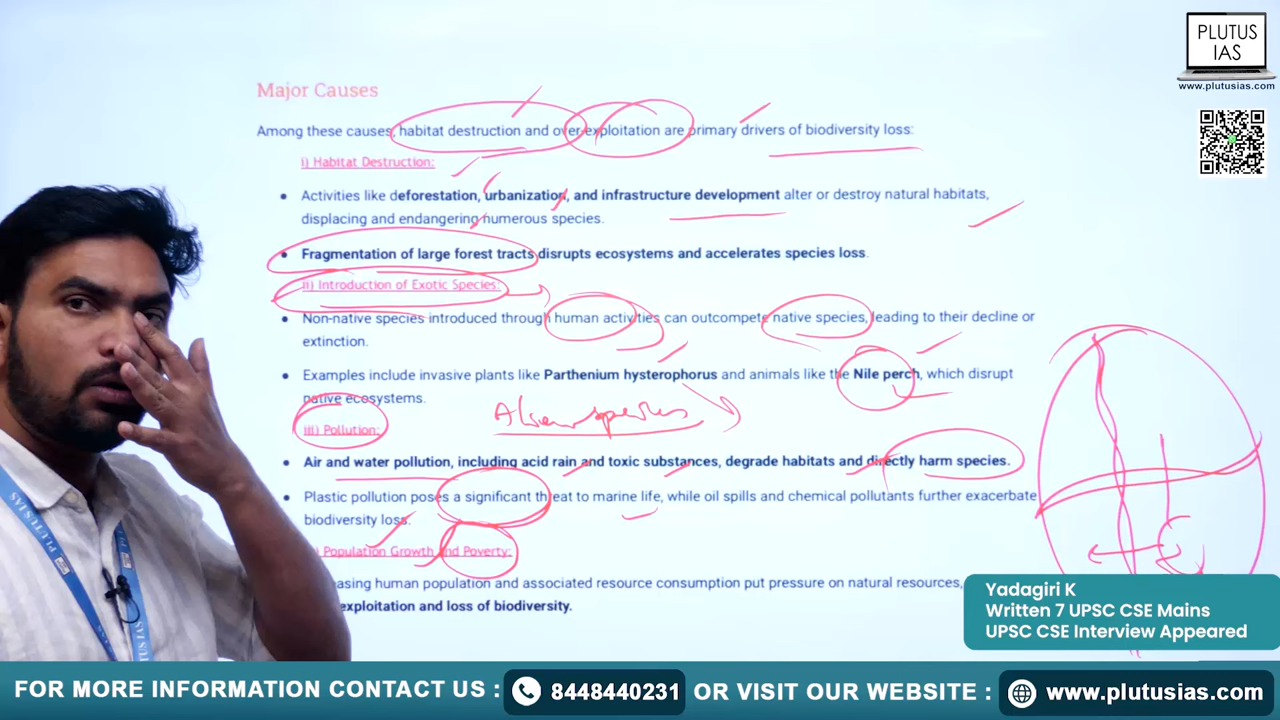 PLUTUS
IAS
www.plutusias.com
Major Causes
Among these causes, habitat destruction and over-exploitation are primary drivers of biodiversity loss:
i) Habitat Destruction:
• Activities like deforestation, urbanization, and infrastructure development alter or destroy natural habitats,
displacing and endangering numerous species.
• Fragmentation of large forest tracts disrupts ecosystems and accelerates species loss.
ii) Introduction of Exotic Species:
• Non-native species introduced through human activities can outcompete native species, leading to their decline or
extinction.
• Examples include invasive plants like Parthenium hysterophorus and animals like the Nile perch, which disrupt
native ecosystems.
Alien species
iii) Pollution:
• Air and water pollution, including acid rain and toxic substances, degrade habitats and directly harm species.
• Plastic pollution poses a significant threat to marine life, while oil spills and chemical pollutants further exacerbate
biodiversity loss.
) Population Growth and Poverty:
asing human population and associated resource consumption put pressure on natural resources,
exploitation and loss of biodiversity.
Yadagiri K
Written 7 UPSC CSE Mains
UPSC CSE Interview Appeared
PLUTUSIAS
FOR MORE INFORMATION CONTACT US : 8448440231 OR VISIT OUR WEBSITE : www.plutusias.com